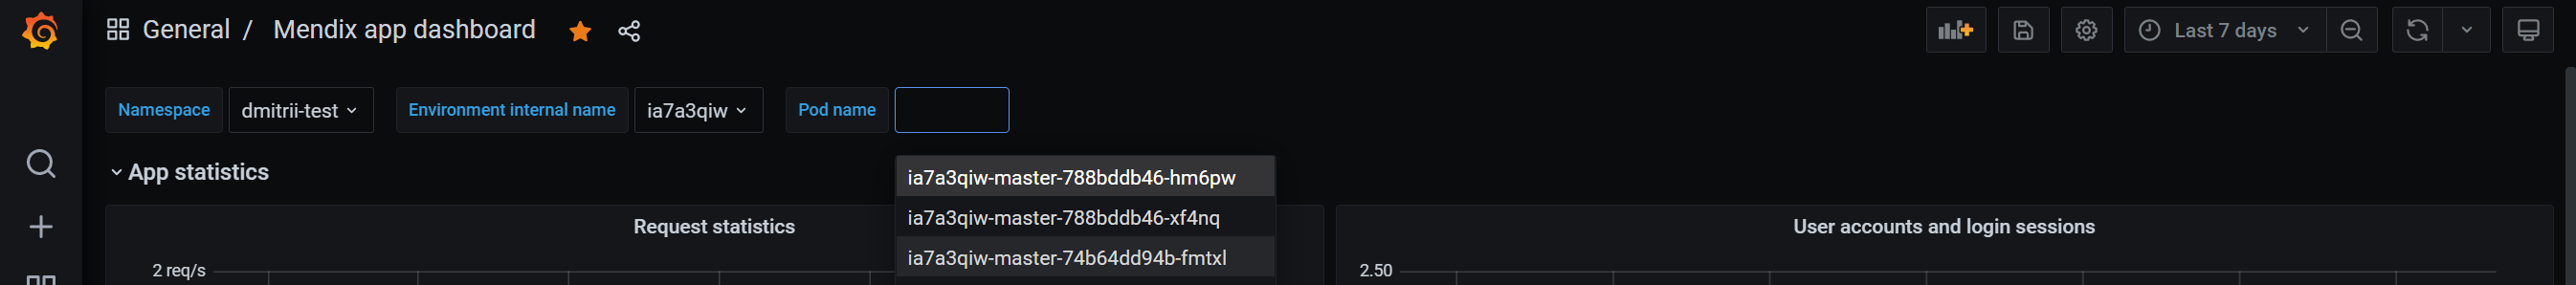 General / Mendix app dashboard
Last 7 days
Namespace dmitrii-test Environment internal name ia7a3qiw Pod name
App statistics
ia7a3qiw-master-788bddb46-hm6pw
ia7a3qiw-master-788bddb46-xf4nq
ia7a3qiw-master-74b64dd94b-fmtxl
Request statistics
2 req/s
User accounts and login sessions
2.50